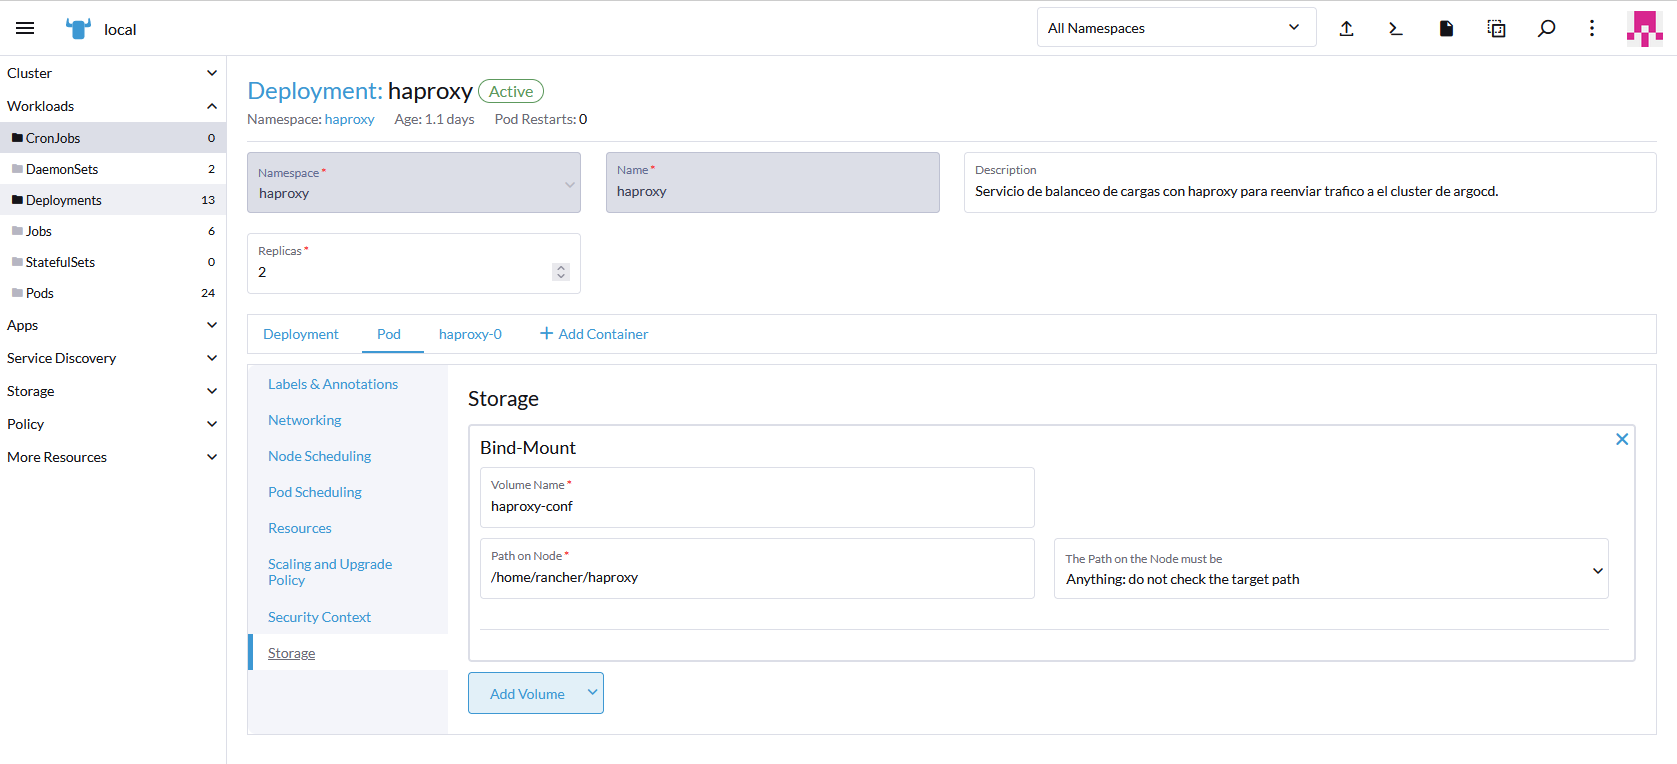 local
All Namespaces
Cluster
Workloads
CronJobs 0
DaemonSets 2
Deployments 13
Jobs 6
StatefulSets 0
Pods 24
Apps
Service Discovery
Storage
Policy
More Resources
Deployment: haproxy Active
Namespace: haproxy Age: 1.1 days Pod Restarts: 0
Namespace *
haproxy
Name *
haproxy
Description
Servicio de balanceo de cargas con haproxy para reenviar trafico a el cluster de argocd.
Replicas *
2
Deployment Pod haproxy-0 + Add Container
Labels & Annotations
Networking
Node Scheduling
Pod Scheduling
Resources
Scaling and Upgrade
Policy
Security Context
Storage
Storage
Bind-Mount
Volume Name *
haproxy-conf
Path on Node *
/home/rancher/haproxy
The Path on the Node must be
Anything: do not check the target path
Add Volume